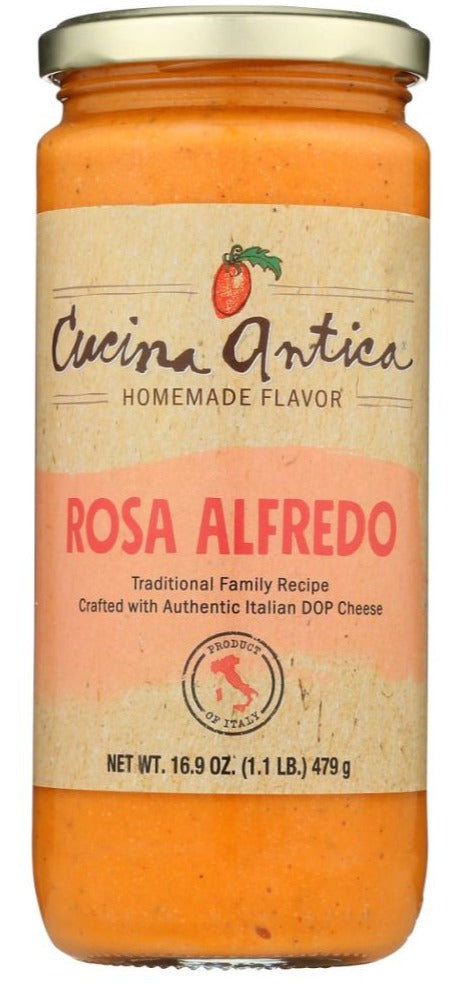 Cucina Antica®
HOMEMADE FLAVOR
ROSA ALFREDO
Traditional Family Recipe
Crafted with Authentic Italian DOP Cheese
PRODUCT
OF ITALY
NET WT. 16.9 OZ. (1.1 LB.) 479 g